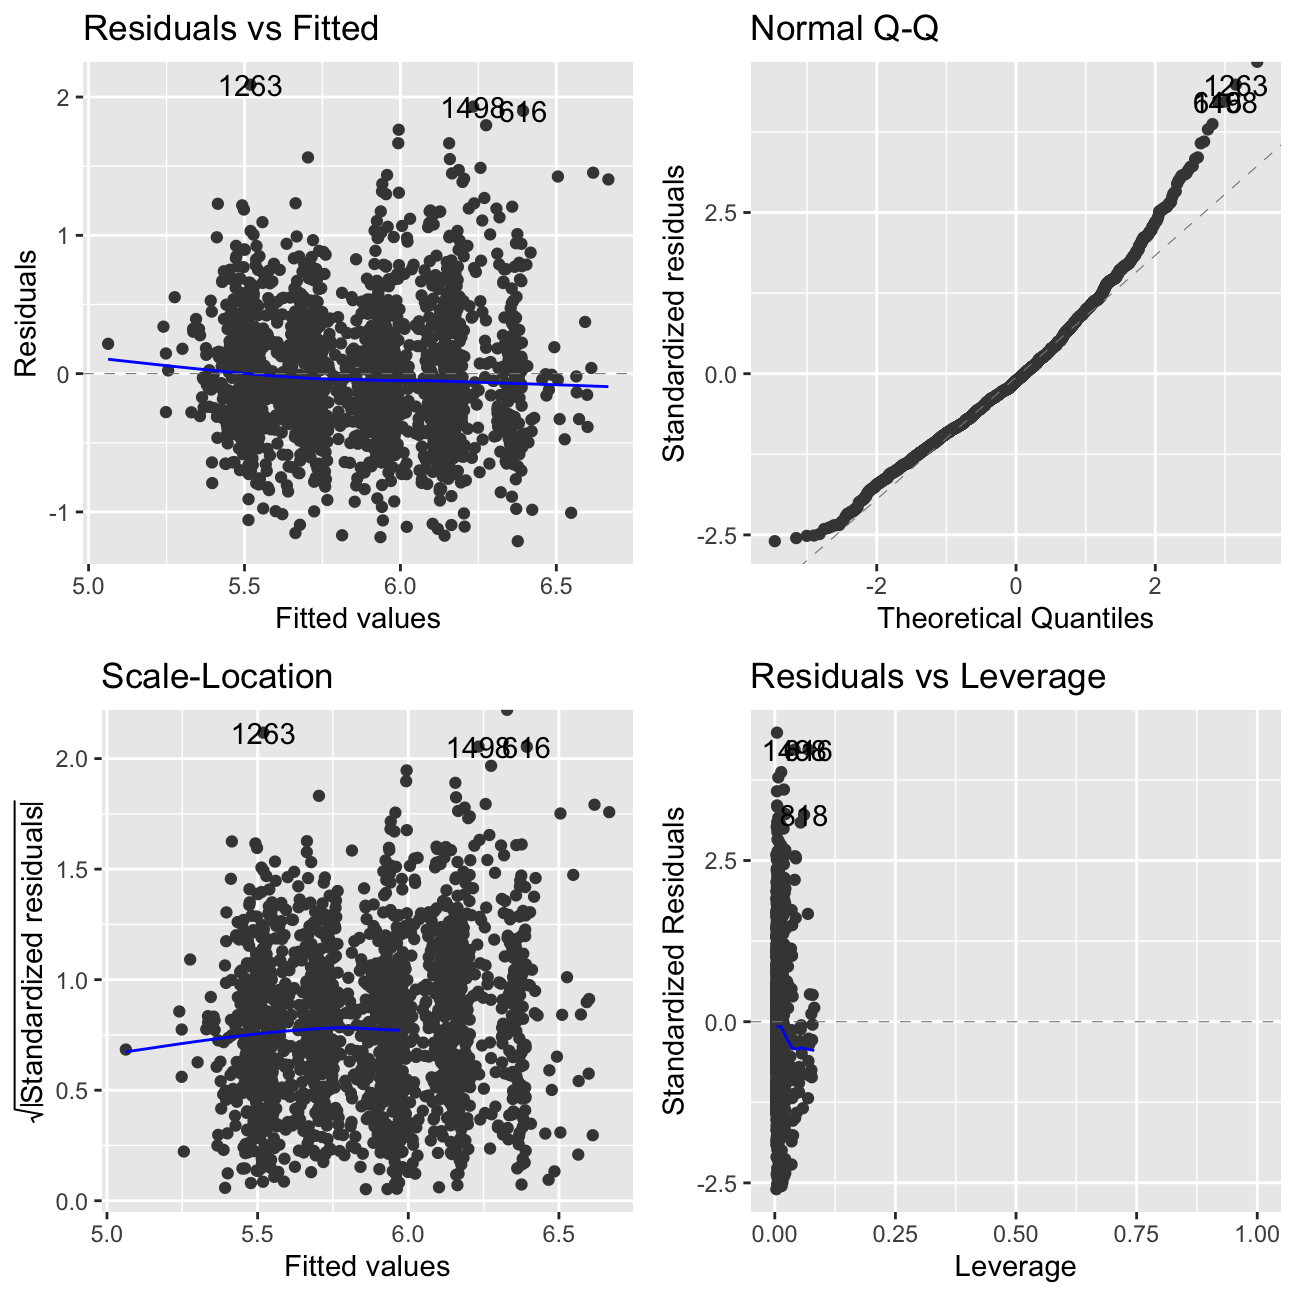 Residuals vs Fitted
1263
1498
616
2
1
0
-1
5.0 5.5 6.0 6.5
Residuals
Fitted values
Normal Q-Q
1263
2.5
0.0
-2.5
-2 0 2
Standardized residuals
Theoretical Quantiles
Scale-Location
1263
1498
616
2.0
1.5
1.0
0.5
0.0
5.0 5.5 6.0 6.5
√|Standardized residuals|
Fitted values
Residuals vs Leverage
818
2.5
0.0
-2.5
0.00 0.25 0.50 0.75 1.00
Standardized Residuals
Leverage